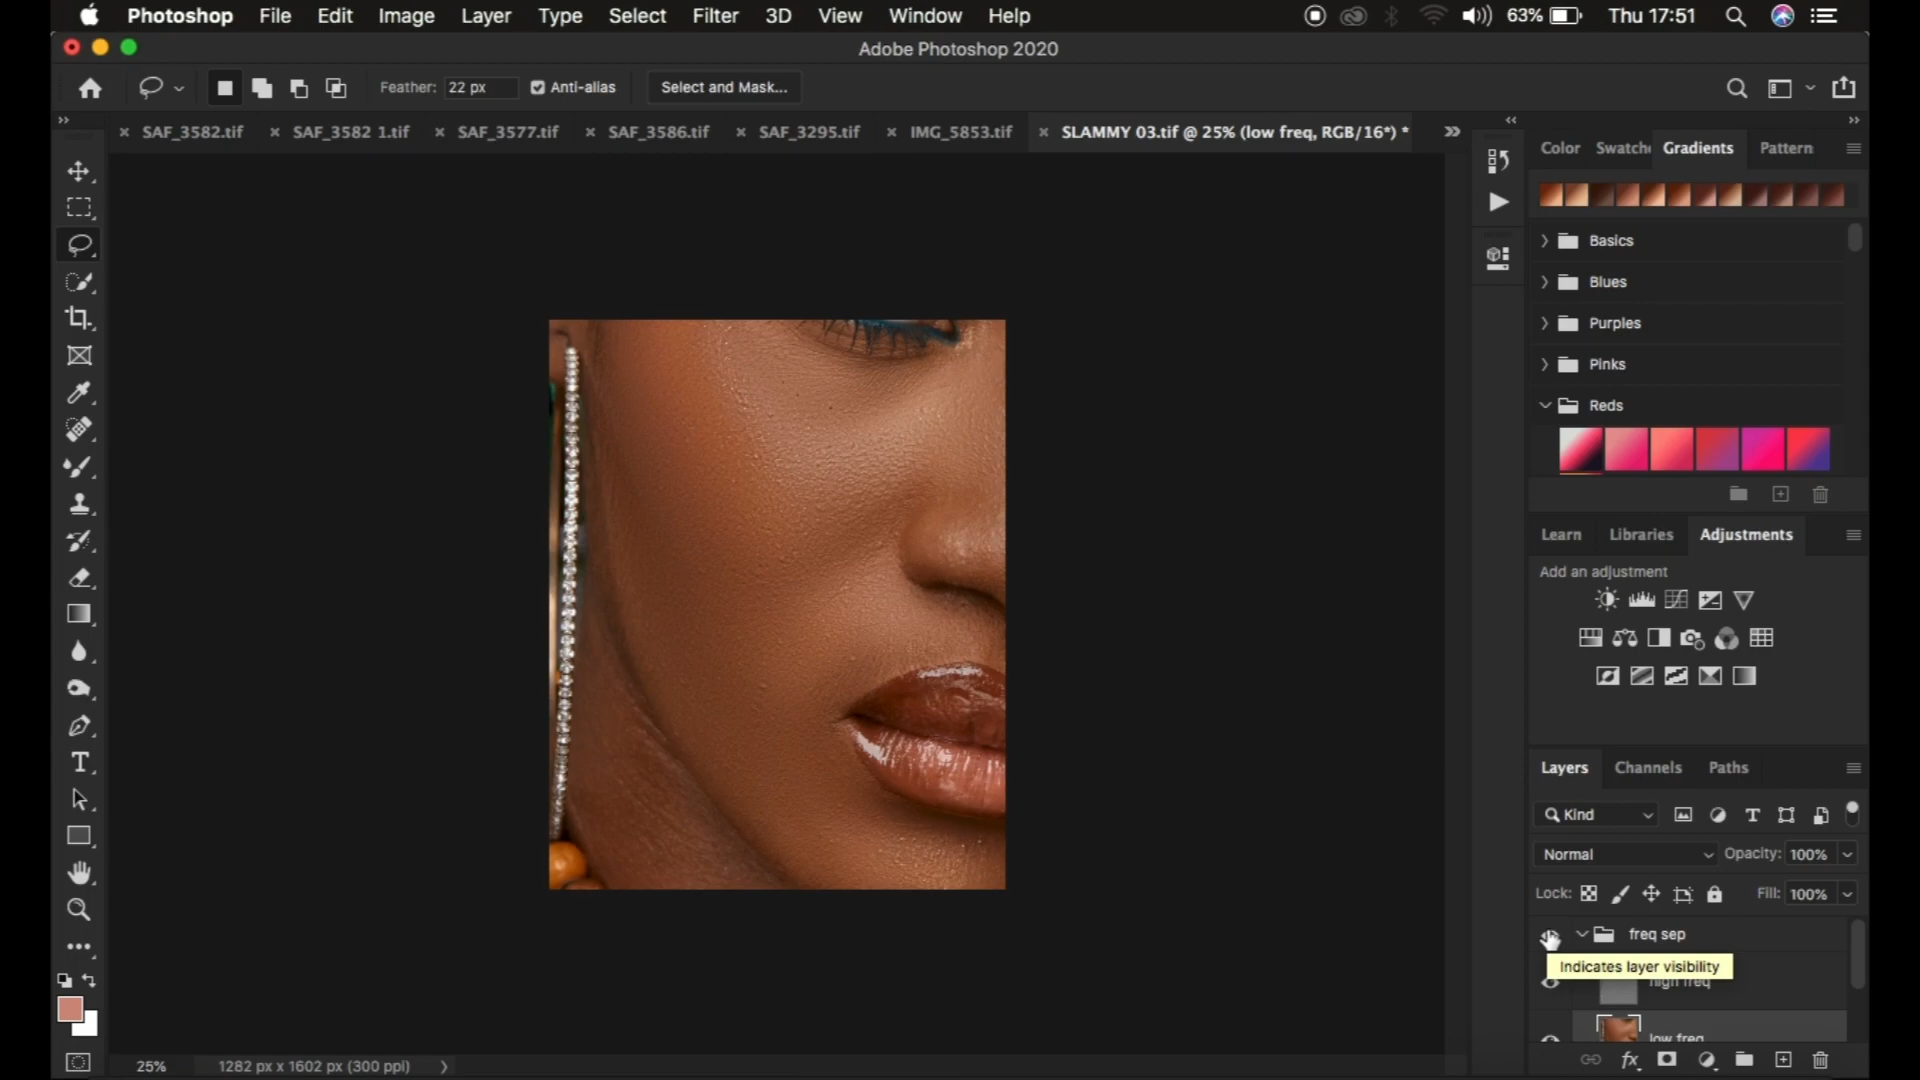 Photoshop File Edit Image Layer Type Select Filter 3D View Window Help 63% Thu 17:51
Adobe Photoshop 2020
Feather: 22 px Anti-alias Select and Mask...
SAF_3582.tif SAF_3582 1.tif SAF_3577.tif SAF_3586.tif SAF_3295.tif IMG_5853.tif SLAMMY 03.tif @ 25% (low freq, RGB/16*) *
Color Swatche Gradients Pattern
Basics
Blues
Purples
Pinks
Reds
Learn Libraries Adjustments
Add an adjustment
Layers Channels Paths
Kind
Normal Opacity: 100%
Lock: Fill: 100%
freq sep
Indicates layer visibility
high freq
low freq
T
25% 1282 px x 1602 px (300 ppi)
fx